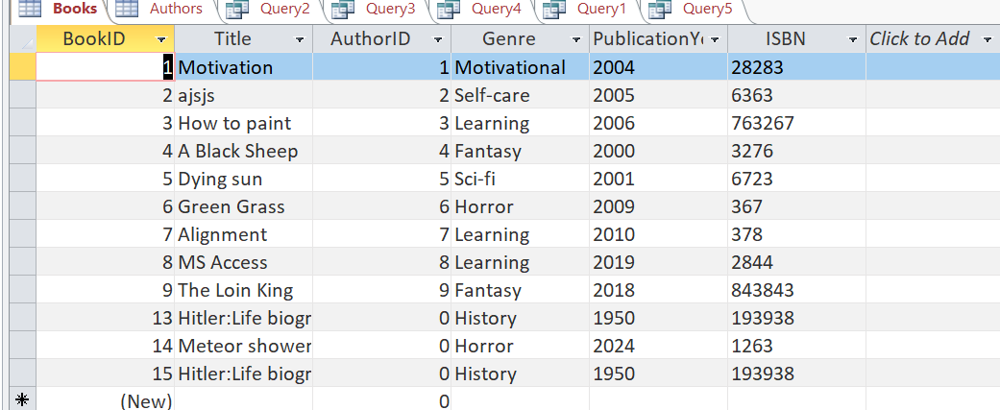 Books Authors Query2 Query3 Query4 Query1 Query5
BookID Title AuthorID Genre PublicationYe ISBN Click to Add
1 Motivation 1 Motivational 2004 28283
2 ajsjs 2 Self-care 2005 6363
3 How to paint 3 Learning 2006 763267
4 A Black Sheep 4 Fantasy 2000 3276
5 Dying sun 5 Sci-fi 2001 6723
6 Green Grass 6 Horror 2009 367
7 Alignment 7 Learning 2010 378
8 MS Access 8 Learning 2019 2844
9 The Loin King 9 Fantasy 2018 843843
13 Hitler:Life biogr 0 History 1950 193938
14 Meteor shower 0 Horror 2024 1263
15 Hitler:Life biogr 0 History 1950 193938
(New) 0